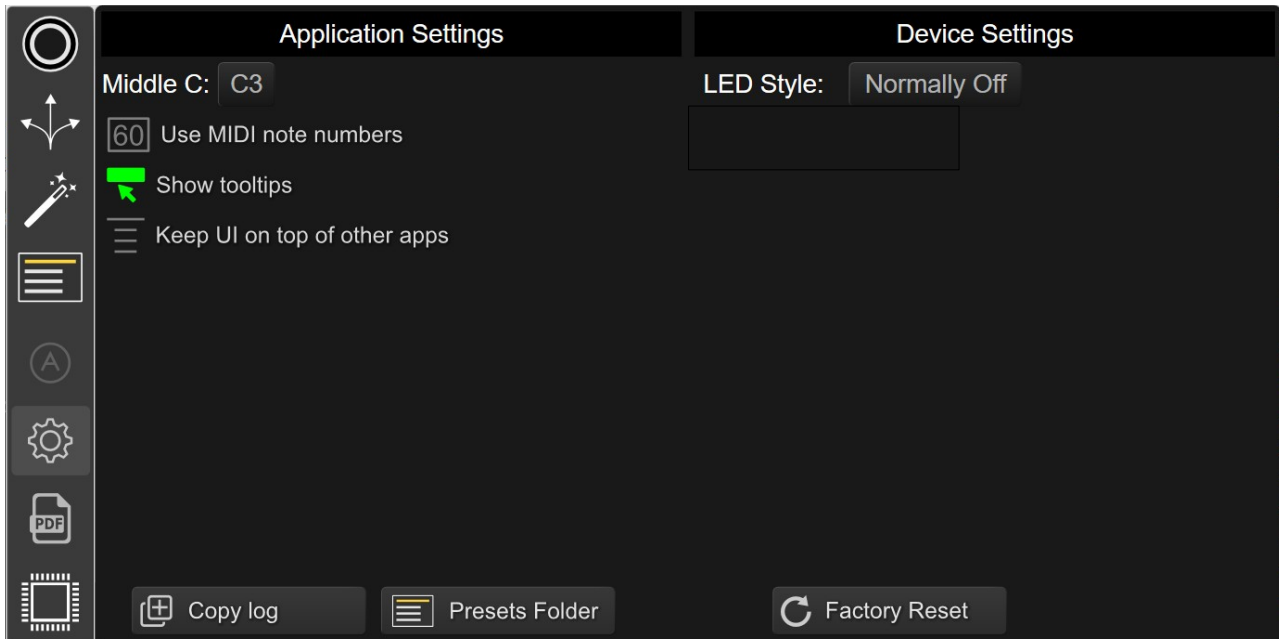 Application Settings
Device Settings
Middle C: C3
LED Style: Normally Off
60 Use MIDI note numbers
Show tooltips
Keep UI on top of other apps
A
PDF
Copy log
Presets Folder
Factory Reset